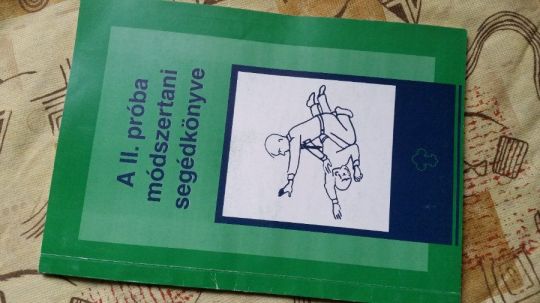 A II. próba
módszertani
segédkönyve